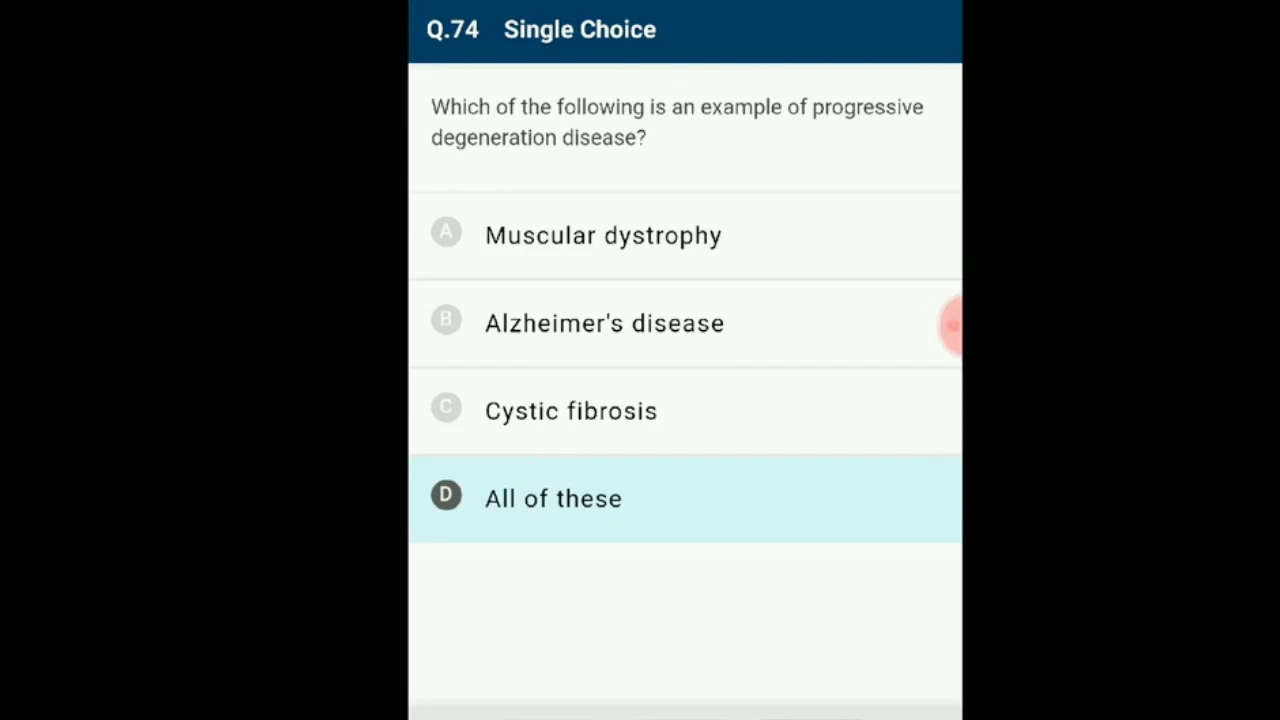 Q.74 Single Choice
Which of the following is an example of progressive
degeneration disease?
A Muscular dystrophy
B Alzheimer's disease
C Cystic fibrosis
D All of these